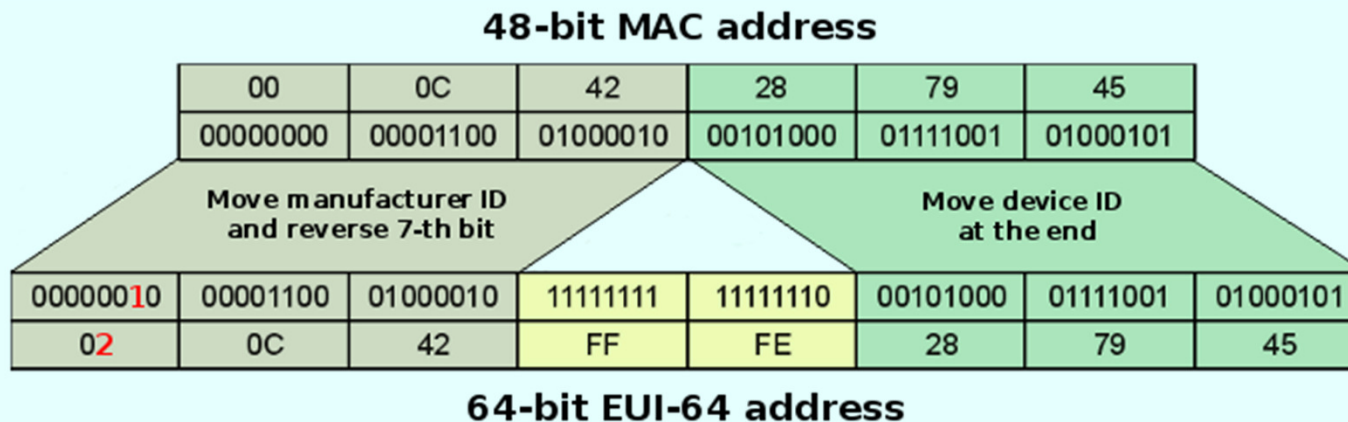 48-bit MAC address
00 0C 42 28 79 45
00000000 00001100 01000010 00101000 01111001 01000101
Move manufacturer ID
and reverse 7-th bit
Move device ID
at the end
00000010 00001100 01000010 11111111 11111110 00101000 01111001 01000101
02 0C 42 FF FE 28 79 45
64-bit EUI-64 address